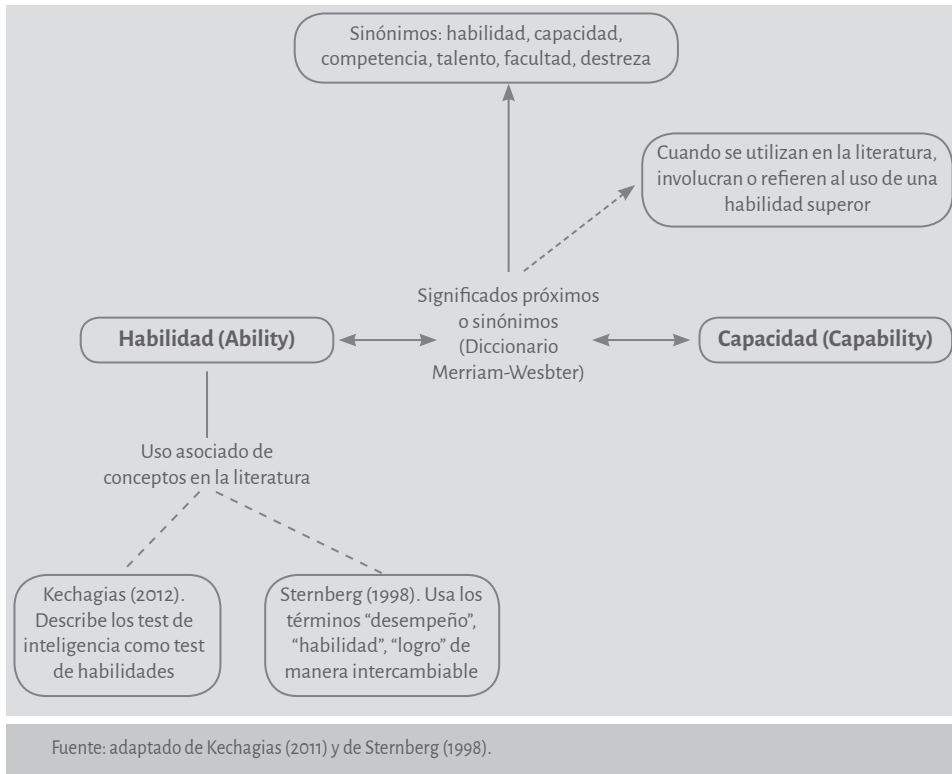 Sinónimos: habilidad, capacidad,
competencia, talento, facultad, destreza
Cuando se utilizan en la literatura,
involucran o refieren al uso de una
habilidad superor
Significados próximos
o sinónimos
(Diccionario
Merriam-Wesbter)
Habilidad (Ability)
Capacidad (Capability)
Uso asociado de
conceptos en la literatura
Kechagias (2012).
Describe los test de
inteligencia como test
de habilidades
Sternberg (1998). Usa los
términos “desempeño”,
“habilidad”, “logro” de
manera intercambiable
Fuente: adaptado de Kechagias (2011) y de Sternberg (1998).